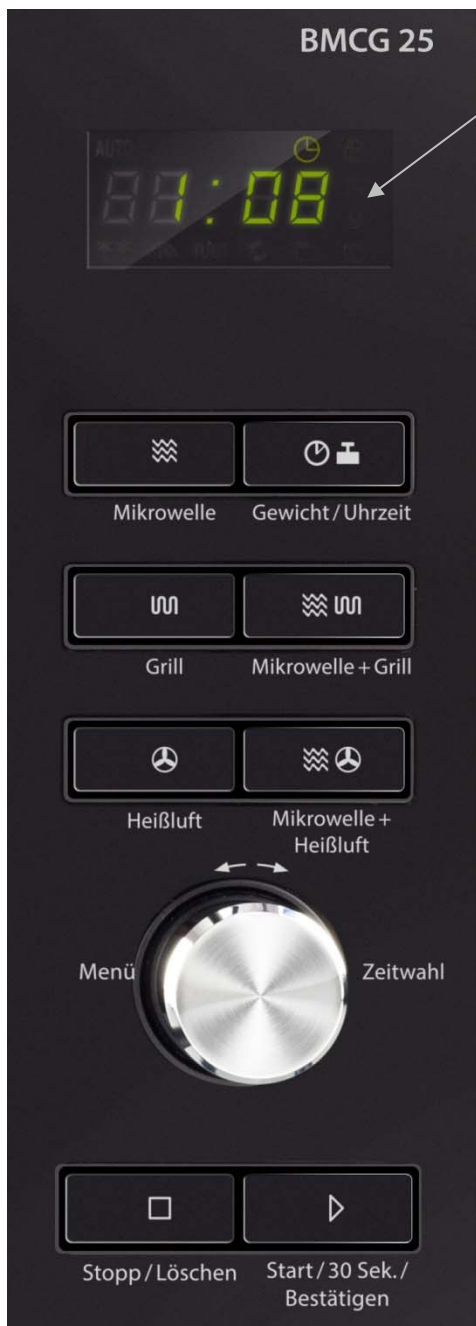 BMCG 25
AUTO
1:08
Mikrowelle
Gewicht / Uhrzeit
Grill
Mikrowelle + Grill
Heißluft
Mikrowelle +
Heißluft
Menü
Zeitwahl
Stopp / Löschen
Start / 30 Sek. /
Bestätigen